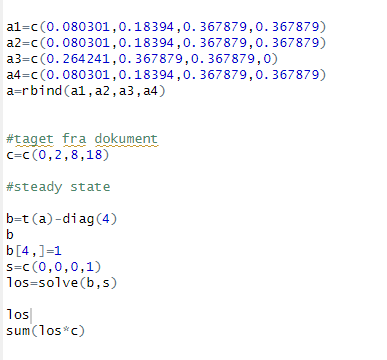 a1=c(0.080301,0.18394,0.367879,0.367879)
a2=c(0.080301,0.18394,0.367879,0.367879)
a3=c(0.264241,0.367879,0.367879,0)
a4=c(0.080301,0.18394,0.367879,0.367879)
a=rbind(a1,a2,a3,a4)
#taget fra dokument
c=c(0,2,8,18)
#steady state
b=t(a)-diag(4)
b
b[4,]=1
s=c(0,0,0,1)
los=solve(b,s)
los
sum(los*c)